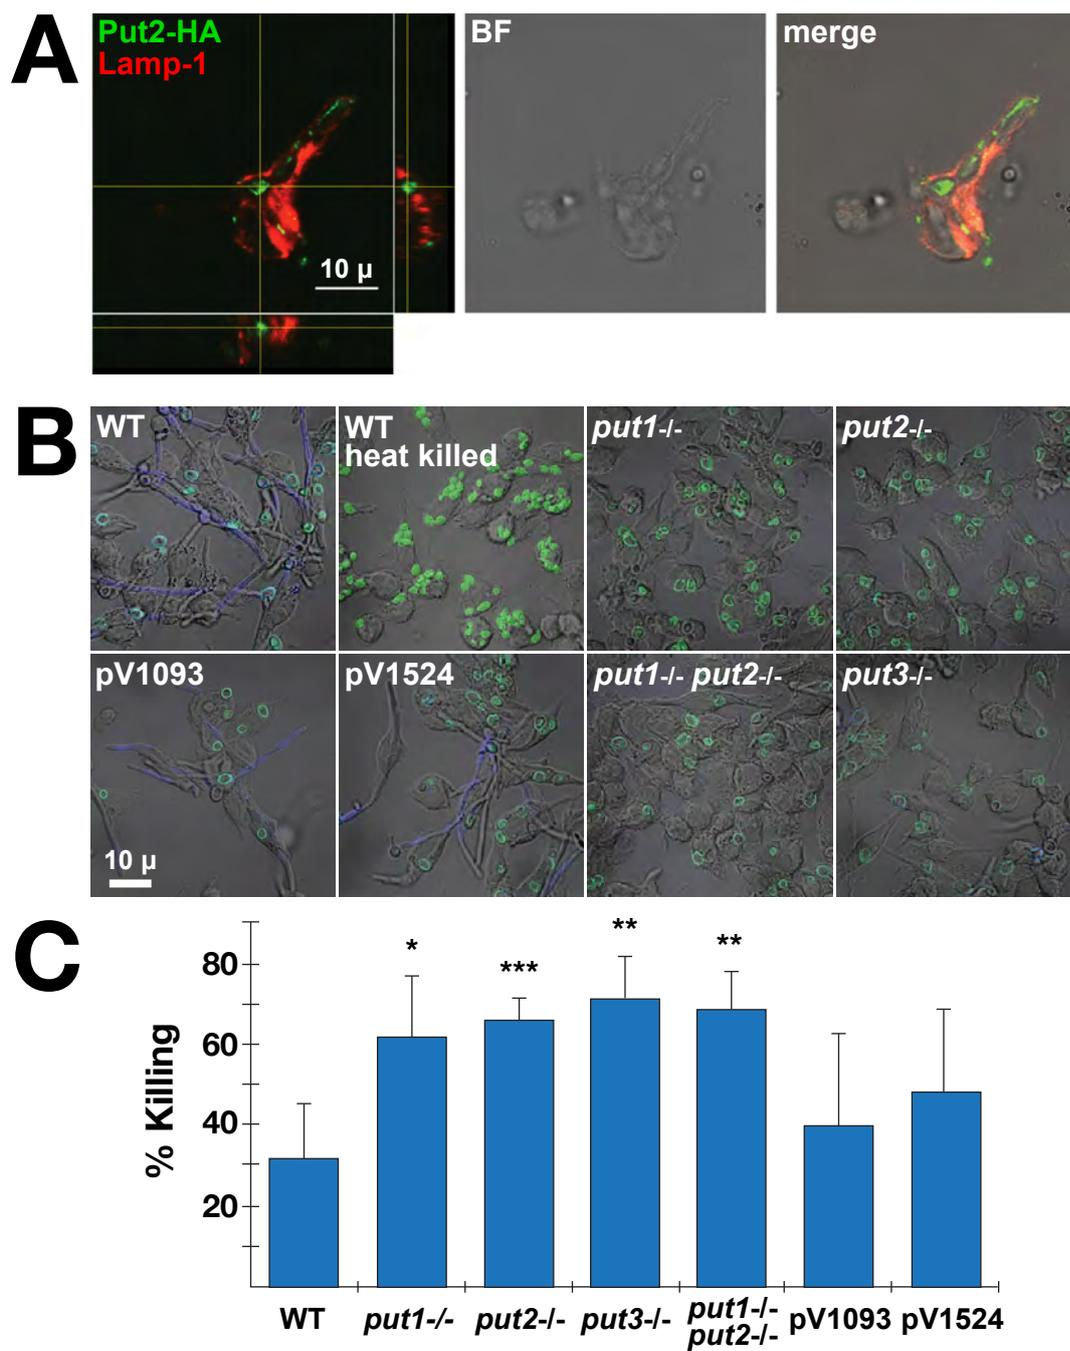 A
Put2-HA
Lamp-1
10 μ
BF
merge
B
WT
WT
heat killed
put1-/-
put2-/-
pV1093
10 μ
pV1524
put1-/- put2-/-
put3-/-
C
% Killing
80
60
40
20
*
***
**
**
WT
put1-/-
put2-/-
put3-/-
put1-/-
put2-/-
pV1093
pV1524